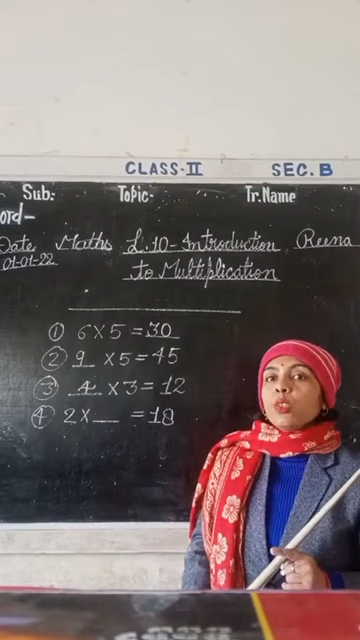 CLASS-II SEC. B
Sub:- Topic- Tr.Name
ord-
Date Maths L.10-Introduction Reena
01-01-22 to Multiplication
① 6 X 5 = 30
② 9 X 5 = 45
③ 4 X 3 = 12
④ 2 X __ = 18